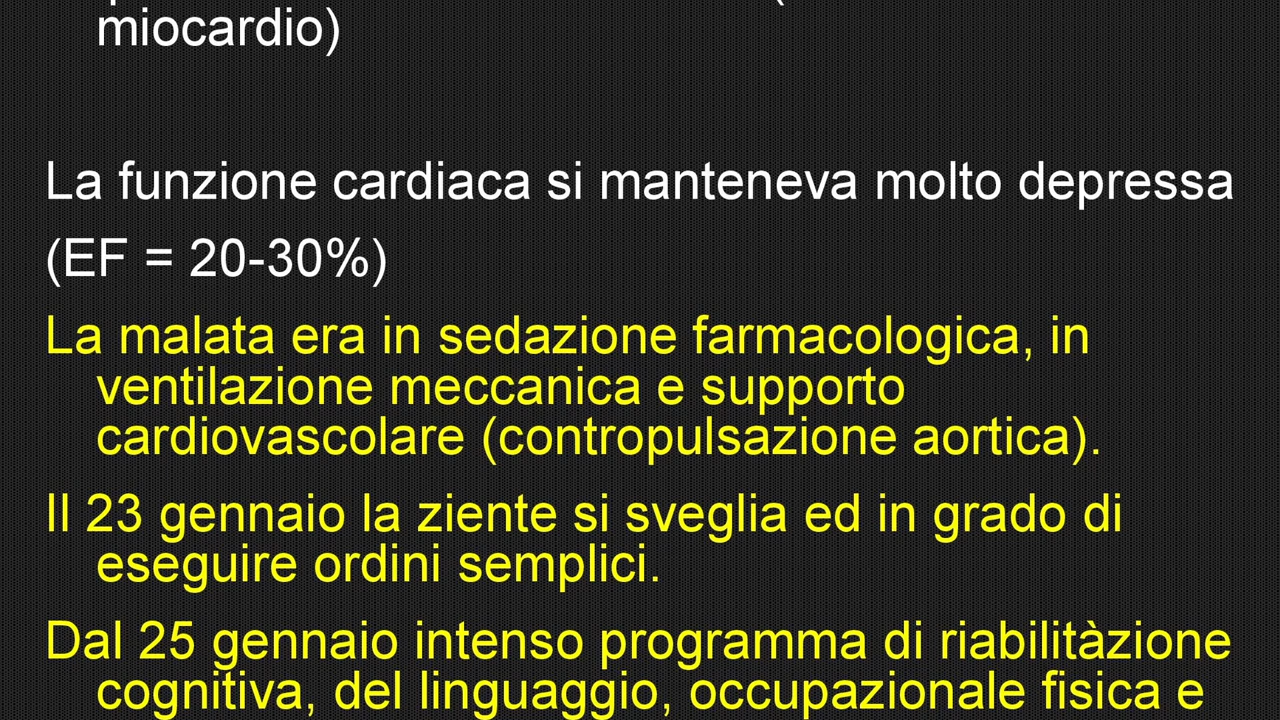 miocardio)
La funzione cardiaca si manteneva molto depressa
(EF = 20-30%)
La malata era in sedazione farmacologica, in
ventilazione meccanica e supporto
cardiovascolare (contropulsazione aortica).
Il 23 gennaio la ziente si sveglia ed in grado di
eseguire ordini semplici.
Dal 25 gennaio intenso programma di riabilitàzione
cognitiva, del linguaggio, occupazionale fisica e